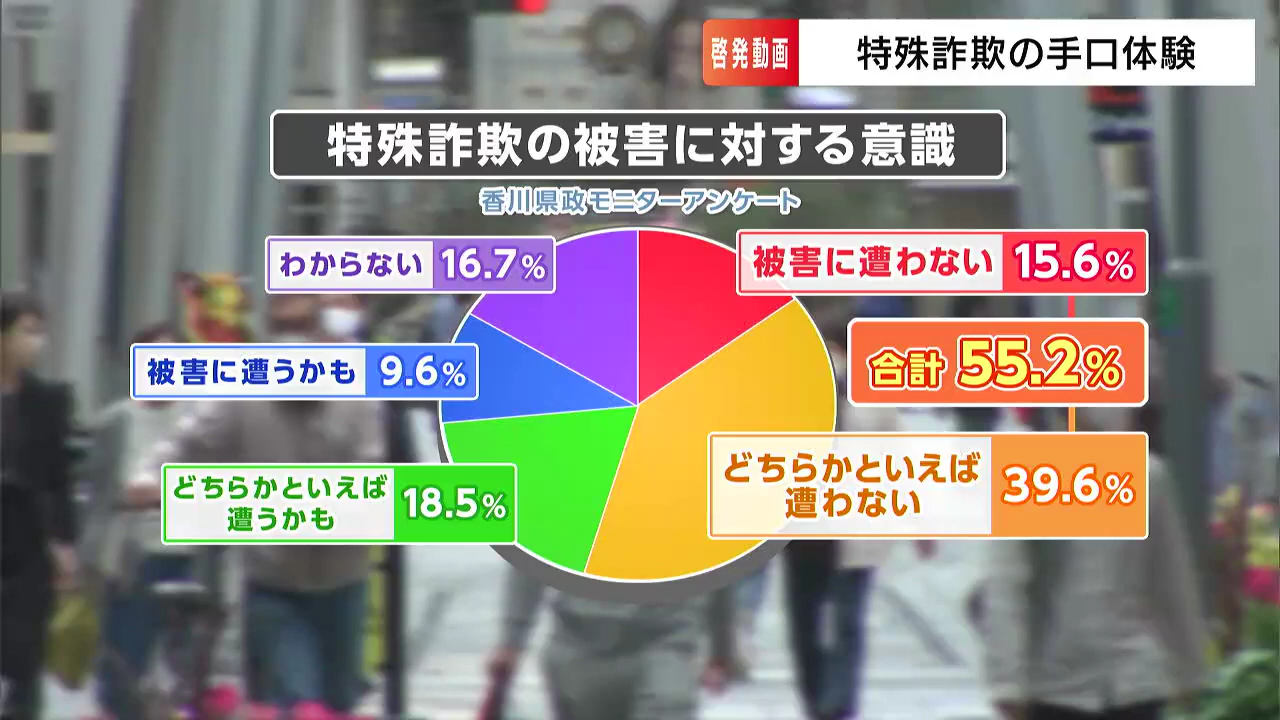 啓発動画
特殊詐欺の手口体験
特殊詐欺の被害に対する意識
香川県政モニターアンケート
わからない 16.7%
被害に遭わない 15.6%
被害に遭うかも 9.6%
合計 55.2%
どちらかといえば
遭うかも
18.5%
どちらかといえば
遭わない
39.6%